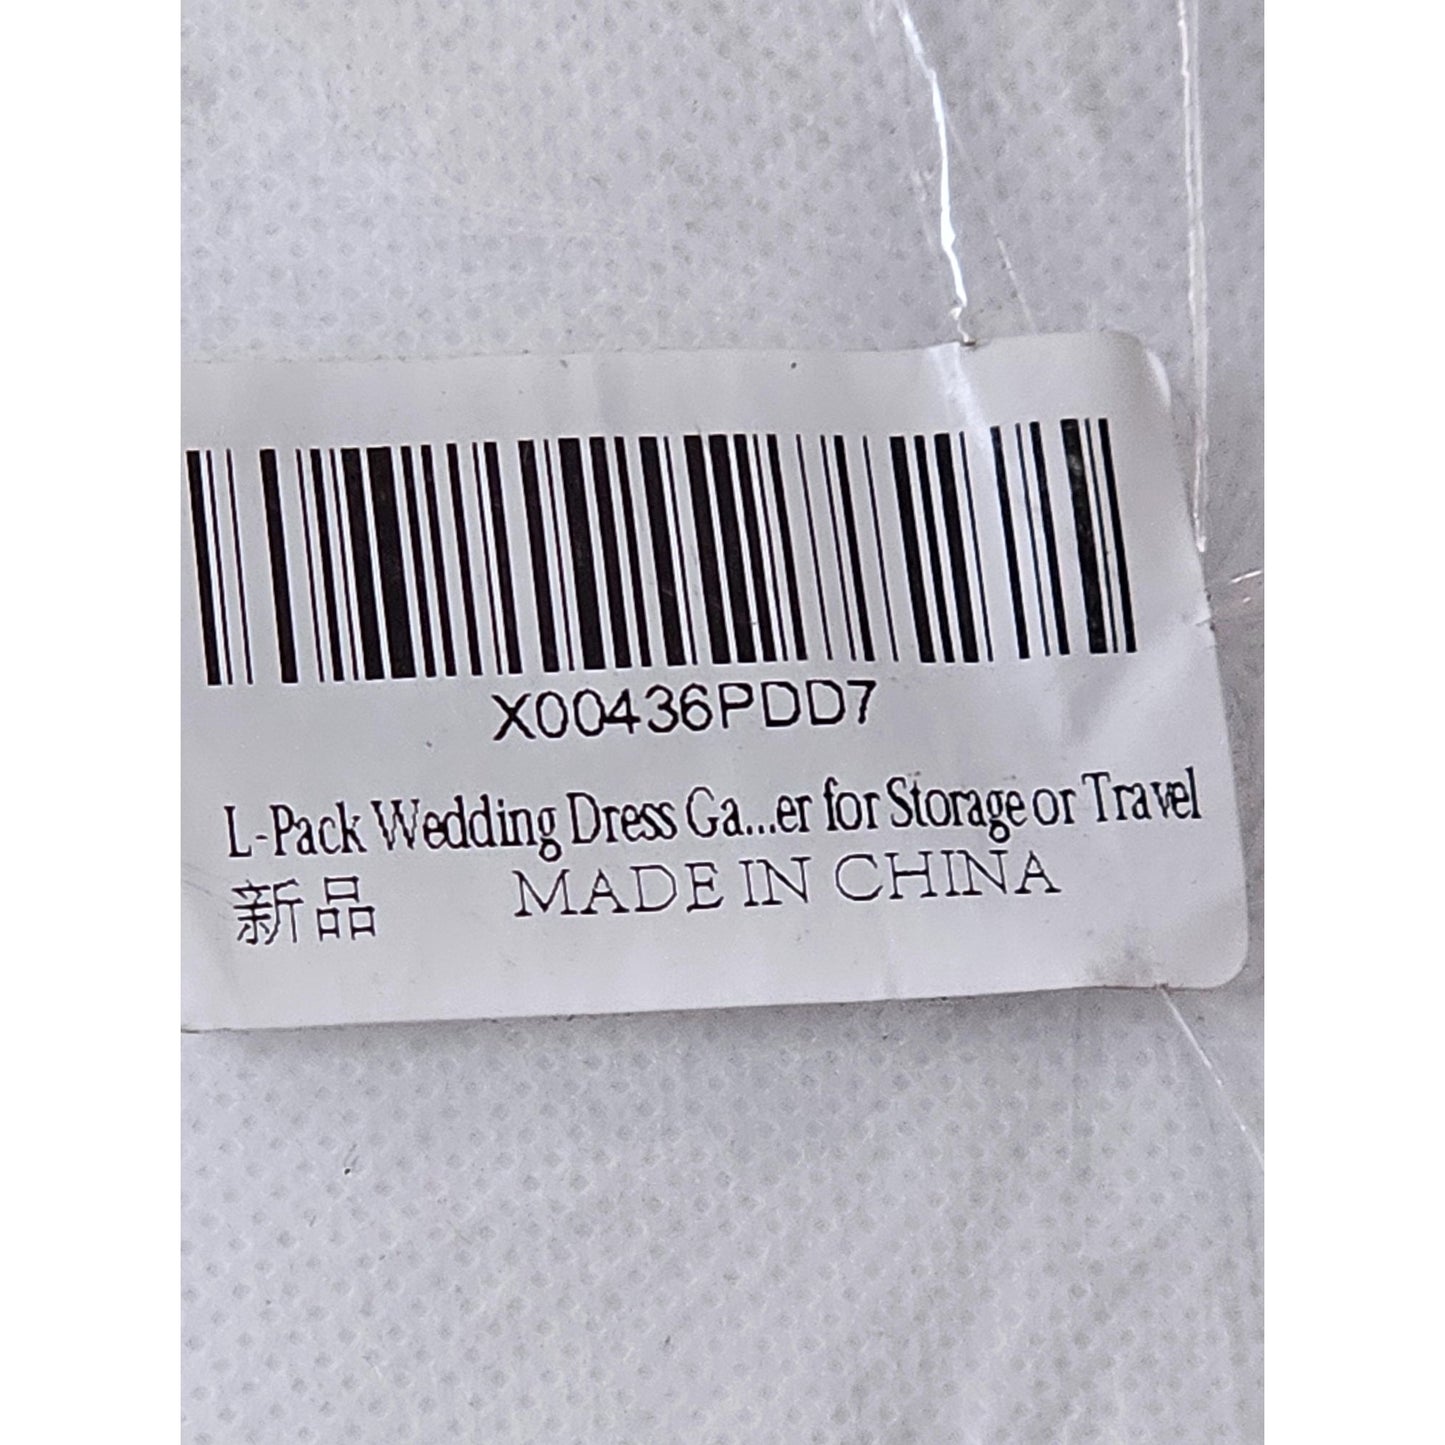 X00436PDD7
L-Pack Wedding Dress Ga...er for Storage or Travel
新品 MADE IN CHINA